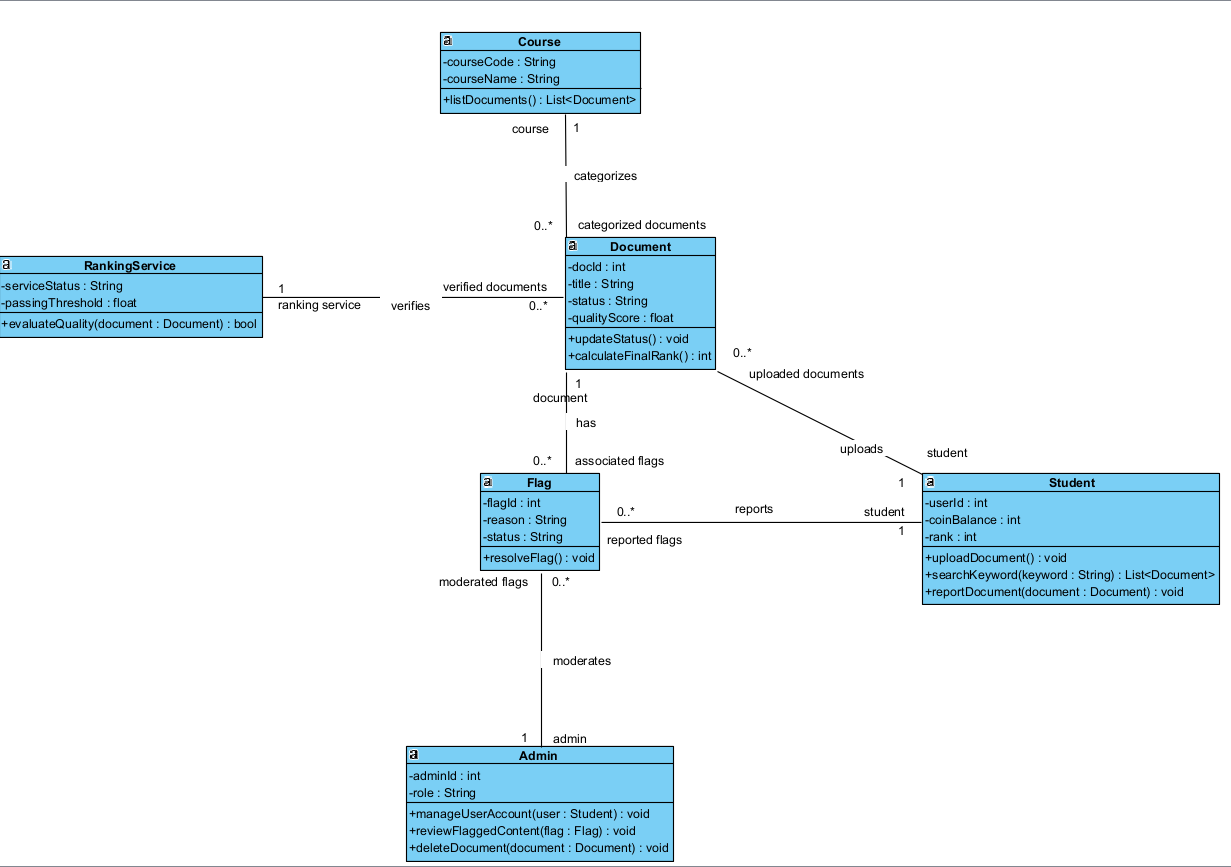 a Course
-courseCode : String
-courseName : String
+listDocuments() : List<Document>
course 1
categorizes
0..* categorized documents
a Document
-docId : int
-title : String
-status : String
-qualityScore : float
+updateStatus() : void
+calculateFinalRank() : int
a RankingService
-serviceStatus : String
-passingThreshold : float
+evaluateQuality(document : Document) : bool
1
ranking service
verifies
verified documents
0..*
0..*
uploaded documents
uploads
student
1
1
document
has
0..* associated flags
a Flag
-flagId : int
-reason : String
-status : String
+resolveFlag() : void
0..*
reported flags
reports
student
1
a Student
-userId : int
-coinBalance : int
-rank : int
+uploadDocument() : void
+searchKeyword(keyword : String) : List<Document>
+reportDocument(document : Document) : void
moderated flags 0..*
moderates
1 admin
a Admin
-adminId : int
-role : String
+manageUserAccount(user : Student) : void
+reviewFlaggedContent(flag : Flag) : void
+deleteDocument(document : Document) : void